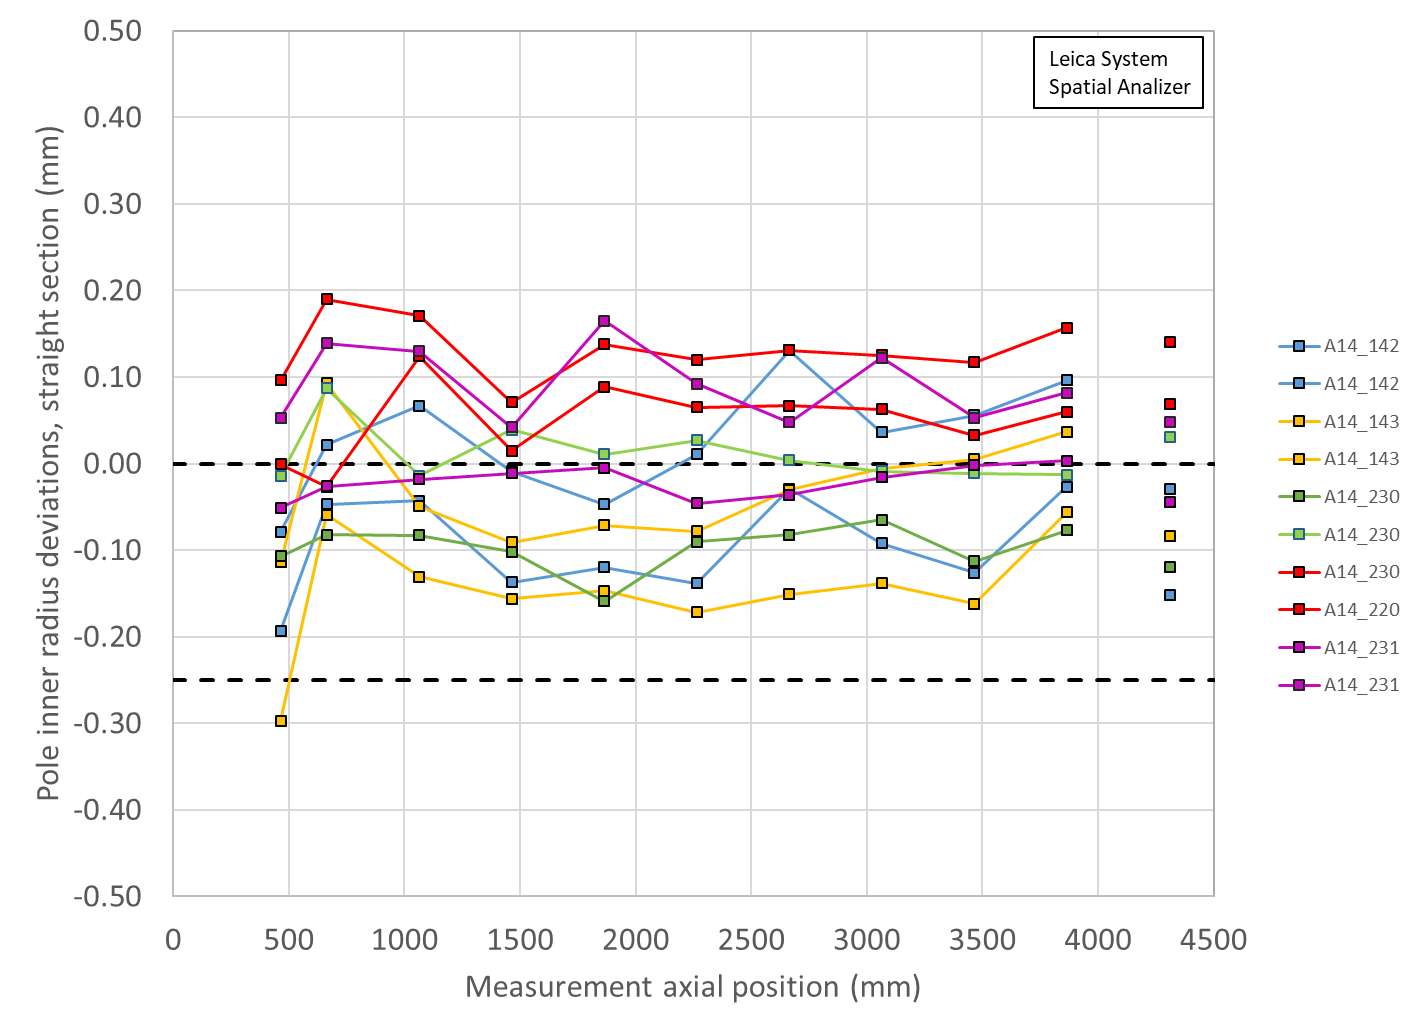 Leica System
Spatial Analizer
Pole inner radius deviations, straight section (mm)
0.50
0.40
0.30
0.20
0.10
0.00
-0.10
-0.20
-0.30
-0.40
-0.50
0 500 1000 1500 2000 2500 3000 3500 4000 4500
Measurement axial position (mm)
A14_142
A14_142
A14_143
A14_143
A14_230
A14_230
A14_230
A14_220
A14_231
A14_231